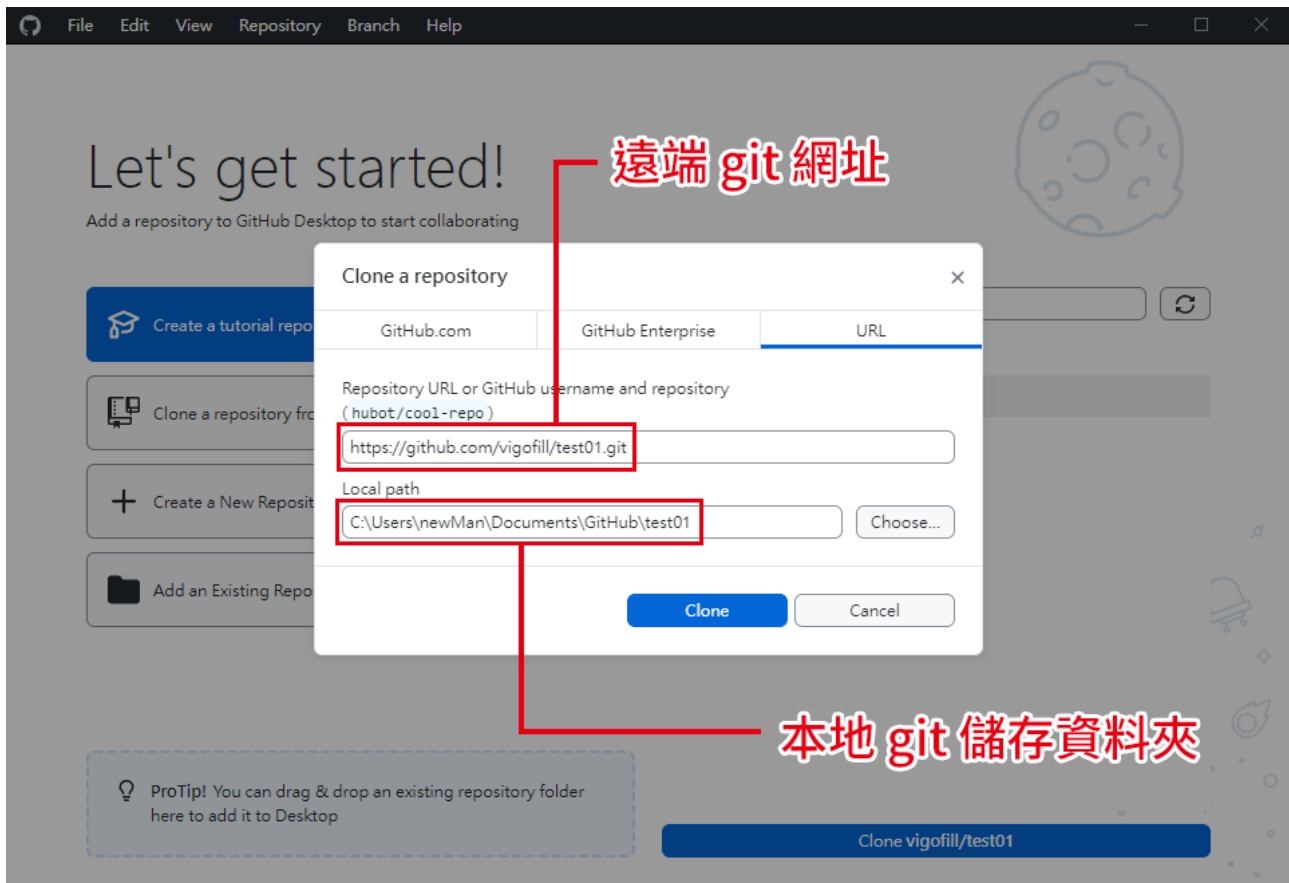 File Edit View Repository Branch Help
Let's get started!
遠端 git 網址
Add a repository to GitHub Desktop to start collaborating
Clone a repository
Create a tutorial repo
GitHub.com GitHub Enterprise URL
Repository URL or GitHub username and repository
(hubot/cool-repo)
Clone a repository fro
https://github.com/vigofill/test01.git
Local path
Create a New Reposit
C:\Users\newMan\Documents\GitHub\test01 Choose...
Add an Existing Repo
Clone Cancel
本地 git 儲存資料夾
ProTip! You can drag & drop an existing repository folder
here to add it to Desktop
Clone vigofill/test01